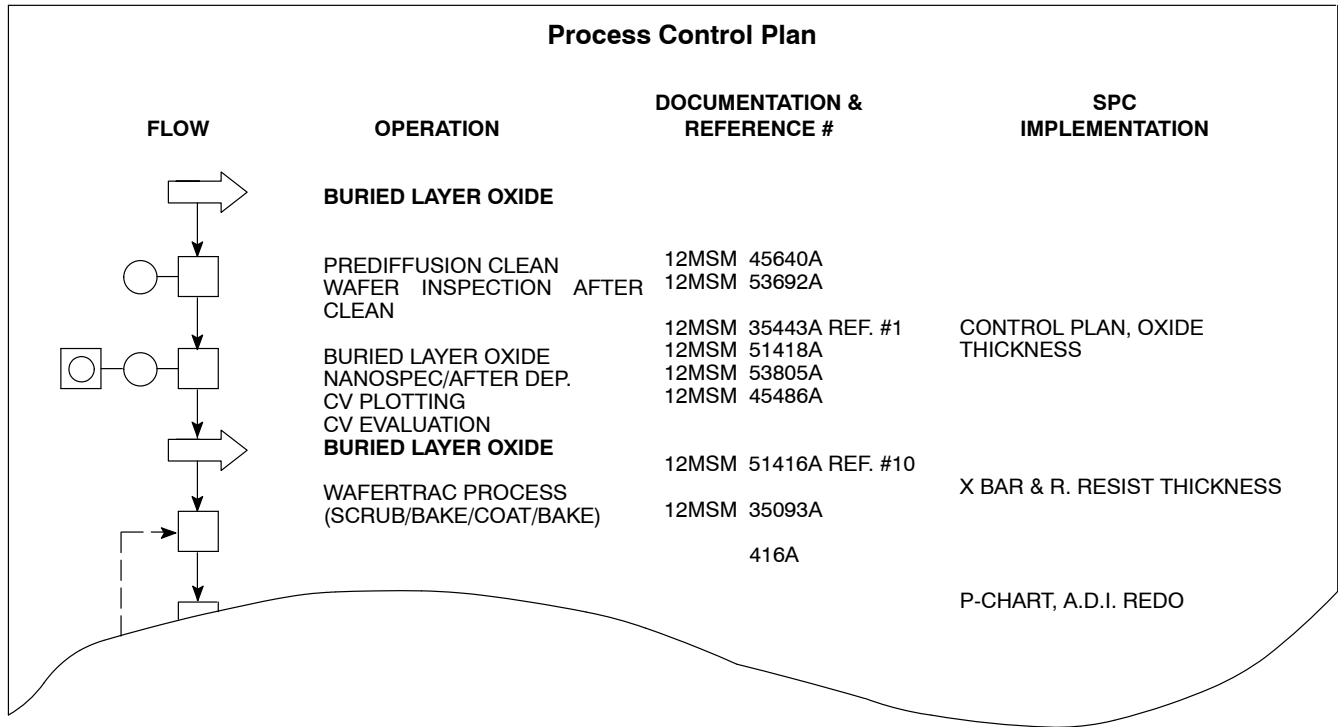 Process Control Plan
FLOW
OPERATION
DOCUMENTATION &
REFERENCE #
SPC
IMPLEMENTATION
BURIED LAYER OXIDE
PREDIFFUSION CLEAN
WAFER INSPECTION AFTER
CLEAN
BURIED LAYER OXIDE
NANOSPEC/AFTER DEP.
CV PLOTTING
CV EVALUATION
BURIED LAYER OXIDE
WAFERTRAC PROCESS
(SCRUB/BAKE/COAT/BAKE)
12MSM 45640A
12MSM 53692A
12MSM 35443A REF. #1
12MSM 51418A
12MSM 53805A
12MSM 45486A
12MSM 51416A REF. #10
12MSM 35093A
416A
CONTROL PLAN, OXIDE
THICKNESS
X BAR & R. RESIST THICKNESS
P-CHART, A.D.I. REDO